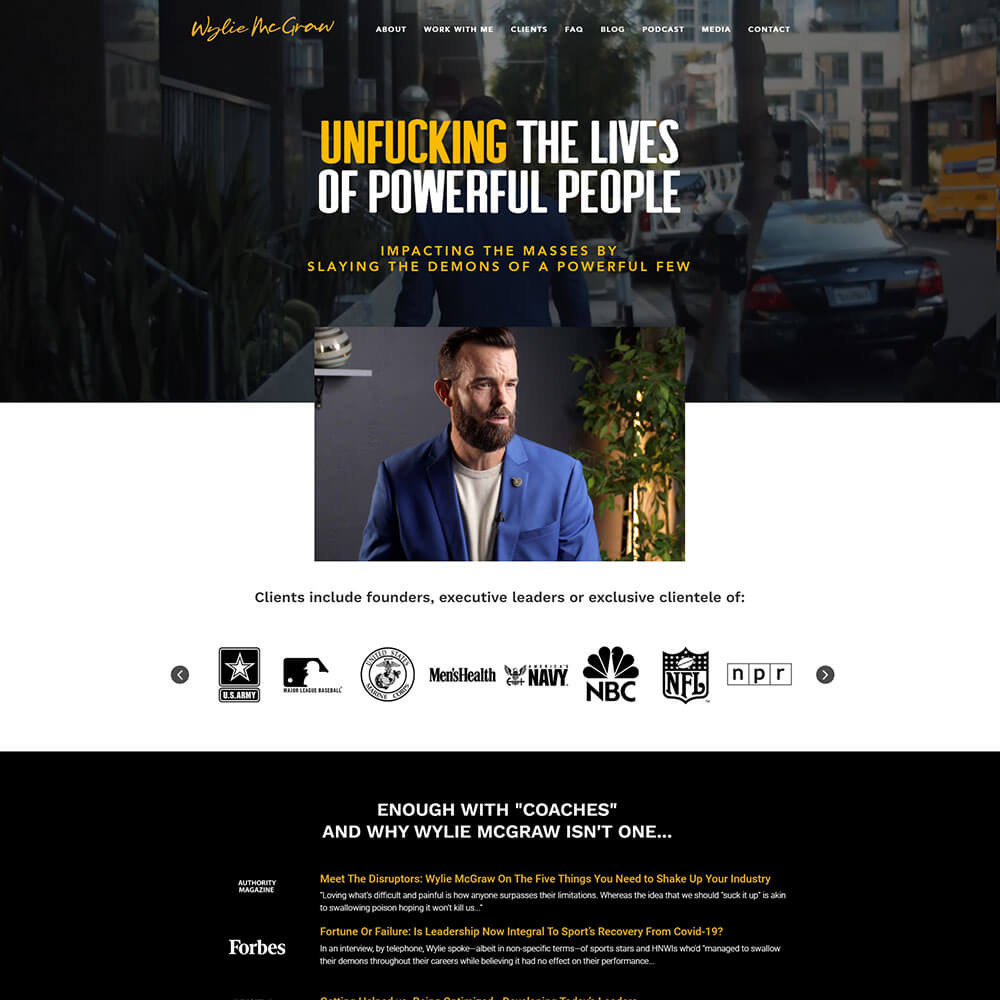 Wylie McGraw
ABOUT WORK WITH ME CLIENTS FAQ BLOG PODCAST MEDIA CONTACT
UNFUCKING THE LIVES
OF POWERFUL PEOPLE
IMPACTING THE MASSES BY
SLAYING THE DEMONS OF A POWERFUL FEW
Clients include founders, executive leaders or exclusive clientele of:
U.S.ARMY
MAJOR LEAGUE BASEBALL
UNITED STATES
MARINE CORPS
Men'sHealth
AMERICA'S
NAVY
NBC
NFL
npr
ENOUGH WITH "COACHES"
AND WHY WYLIE MCGRAW ISN'T ONE...
AUTHORITY
MAGAZINE
Meet The Disruptors: Wylie McGraw On The Five Things You Need to Shake Up Your Industry
"Loving what's difficult and painful is how anyone surpasses their limitations. Whereas the idea that we should "suck it up" is akin
to swallowing poison hoping it won't kill us..."
Forbes
Fortune Or Failure: Is Leadership Now Integral To Sport's Recovery From Covid-19?
In an interview, by telephone, Wylie spoke—albeit in non-specific terms—of sports stars and HNWIs who'd "managed to swallow
their demons throughout their careers while believing it had no effect on their performance...